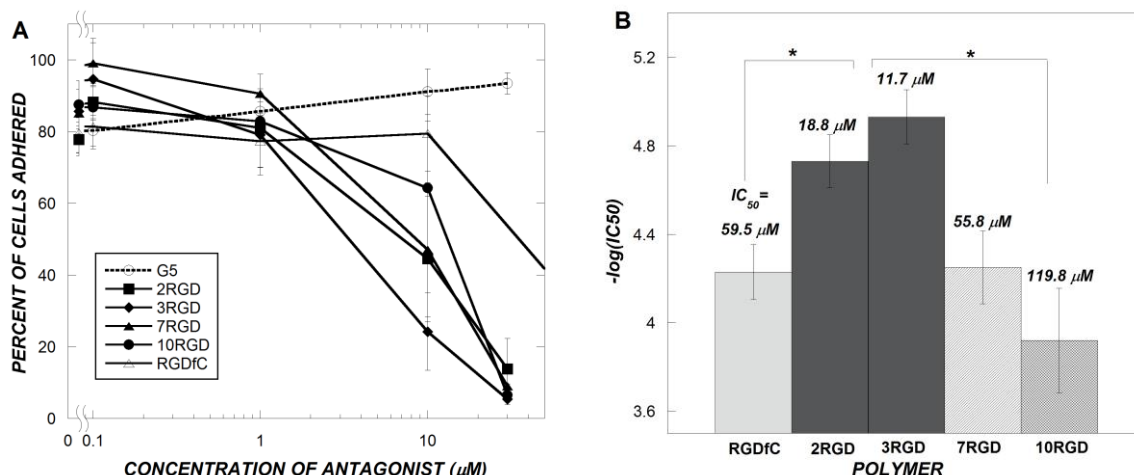 A
PERCENT OF CELLS ADHERED
100
80
60
40
20
0
G5
2RGD
3RGD
7RGD
10RGD
RGDfC
0 0.1 1 10
CONCENTRATION OF ANTAGONIST (μM)
B
-log(IC50)
5.2
4.8
4.4
4
3.6
* *
11.7 μM
18.8 μM
IC50 =
59.5 μM
55.8 μM
119.8 μM
RGDfC 2RGD 3RGD 7RGD 10RGD
POLYMER